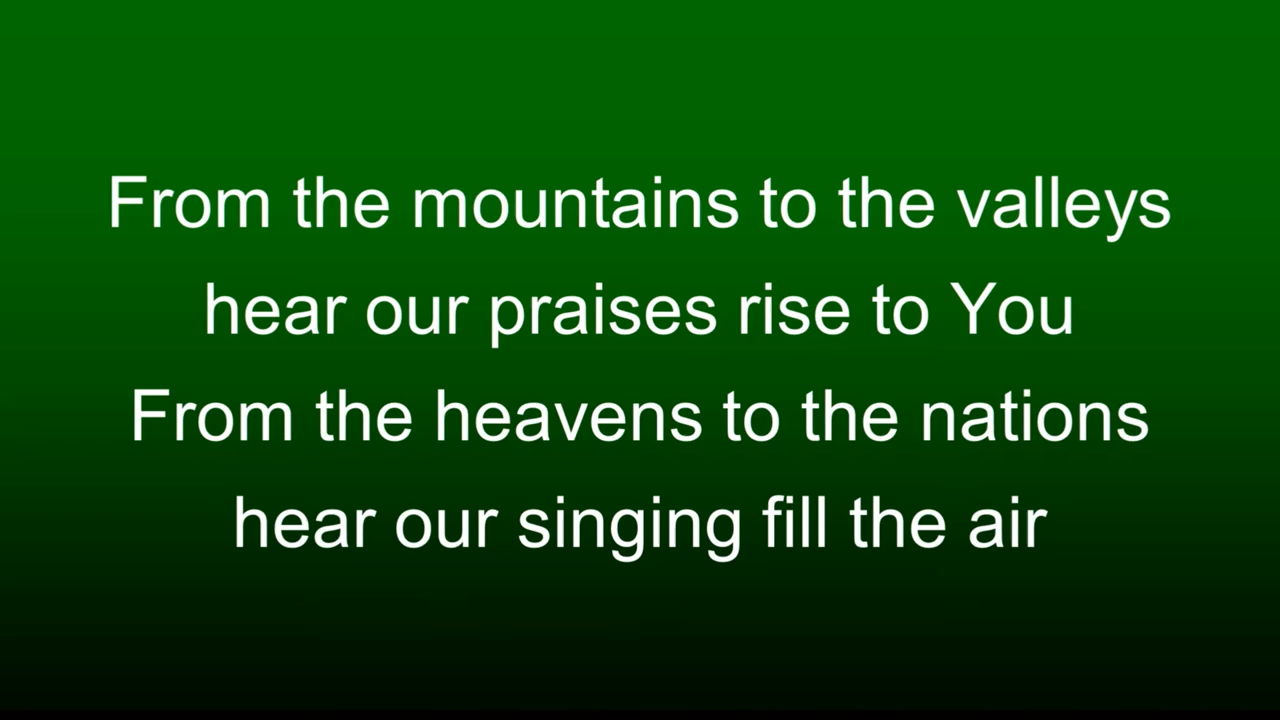 From the mountains to the valleys
hear our praises rise to You
From the heavens to the nations
hear our singing fill the air